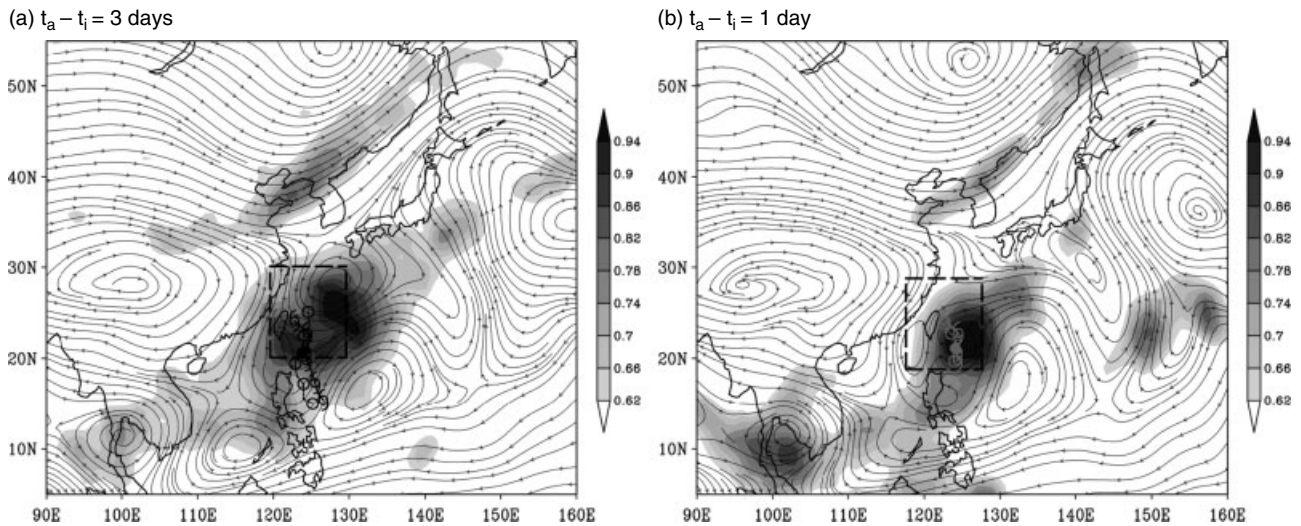 (a) tₐ – tᵢ = 3 days
(b) tₐ – tᵢ = 1 day
50N
40N
30N
20N
10N
90E 100E 110E 120E 130E 140E 150E 160E
0.94
0.9
0.86
0.82
0.78
0.74
0.7
0.66
0.62
50N
40N
30N
20N
10N
90E 100E 110E 120E 130E 140E 150E 160E
0.94
0.9
0.86
0.82
0.78
0.74
0.7
0.66
0.62